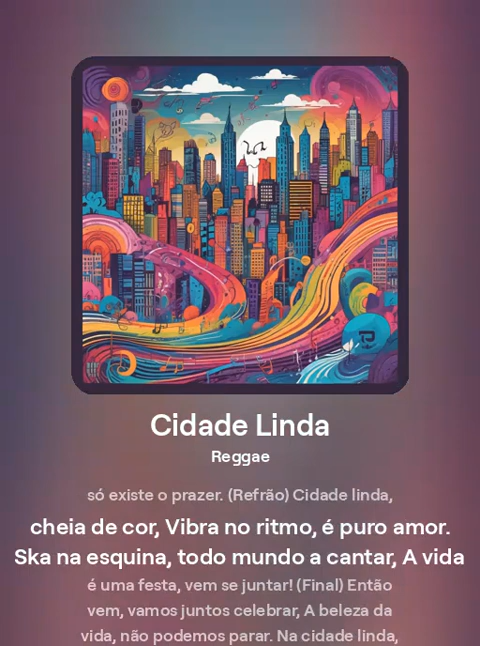 Cidade Linda
Reggae
só existe o prazer. (Refrão) Cidade linda,
cheia de cor, Vibra no ritmo, é puro amor.
Ska na esquina, todo mundo a cantar, A vida
é uma festa, vem se juntar! (Final) Então
vem, vamos juntos celebrar, A beleza da
vida, não podemos parar. Na cidade linda,